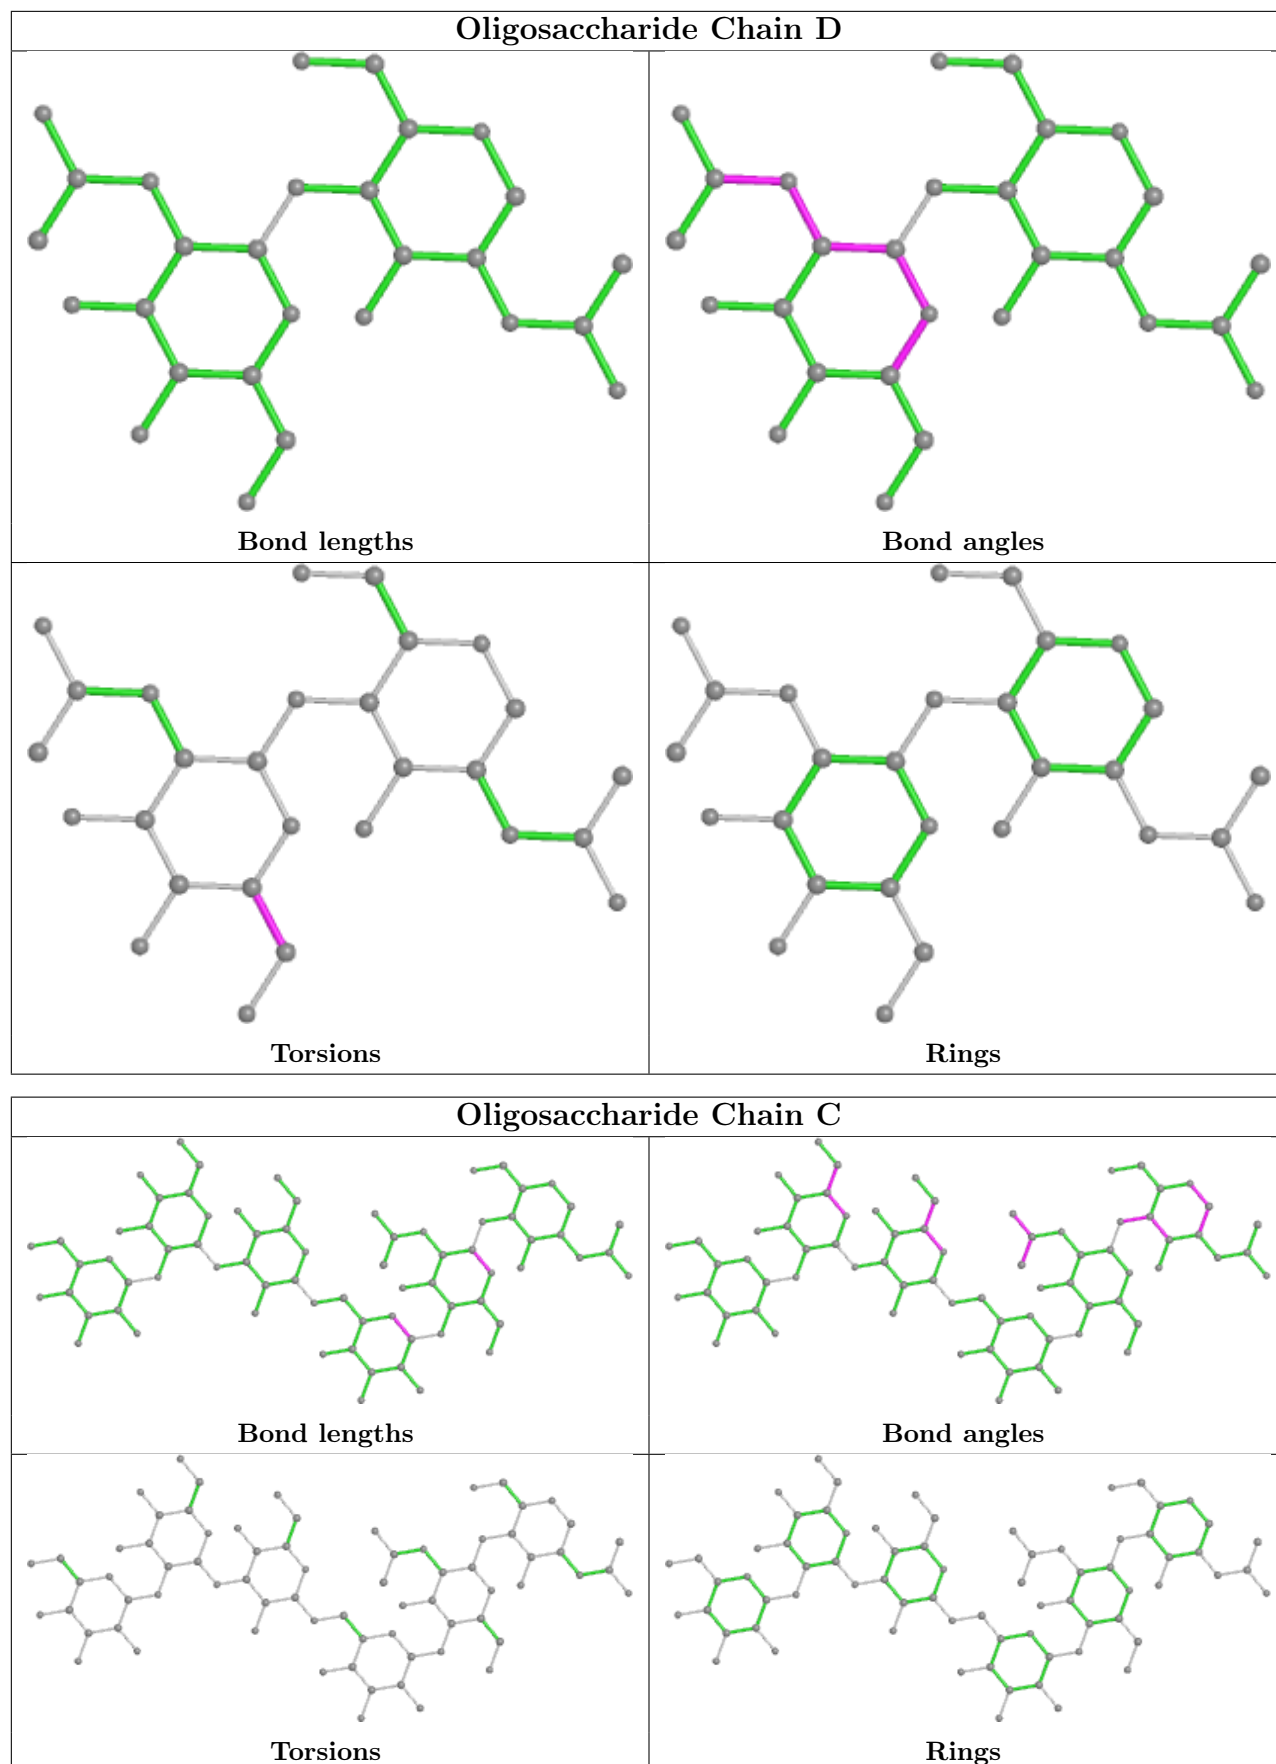 Oligosaccharide Chain D
Bond lengths
Bond angles
Torsions
Rings
Oligosaccharide Chain C
Bond lengths
Bond angles
Torsions
Rings